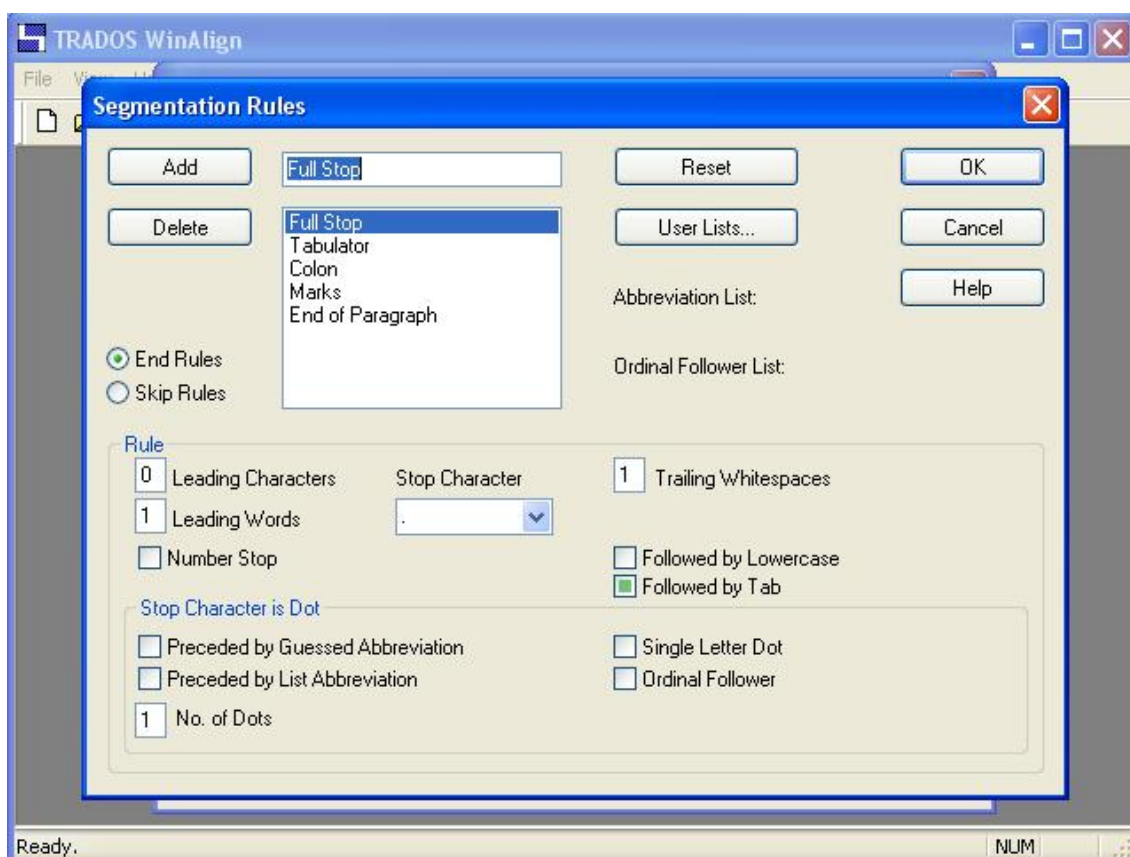 TRADOS WinAlign
File
Segmentation Rules
Add
Full Stop
Reset
OK
Delete
Full Stop
Tabulator
Colon
Marks
End of Paragraph
User Lists...
Cancel
Abbreviation List:
Help
End Rules
Skip Rules
Ordinal Follower List:
Rule
0 Leading Characters
Stop Character
1 Trailing Whitespaces
1 Leading Words
.
Number Stop
Followed by Lowercase
Followed by Tab
Stop Character is Dot
Preceded by Guessed Abbreviation
Single Letter Dot
Preceded by List Abbreviation
Ordinal Follower
1 No. of Dots
Ready.
NUM